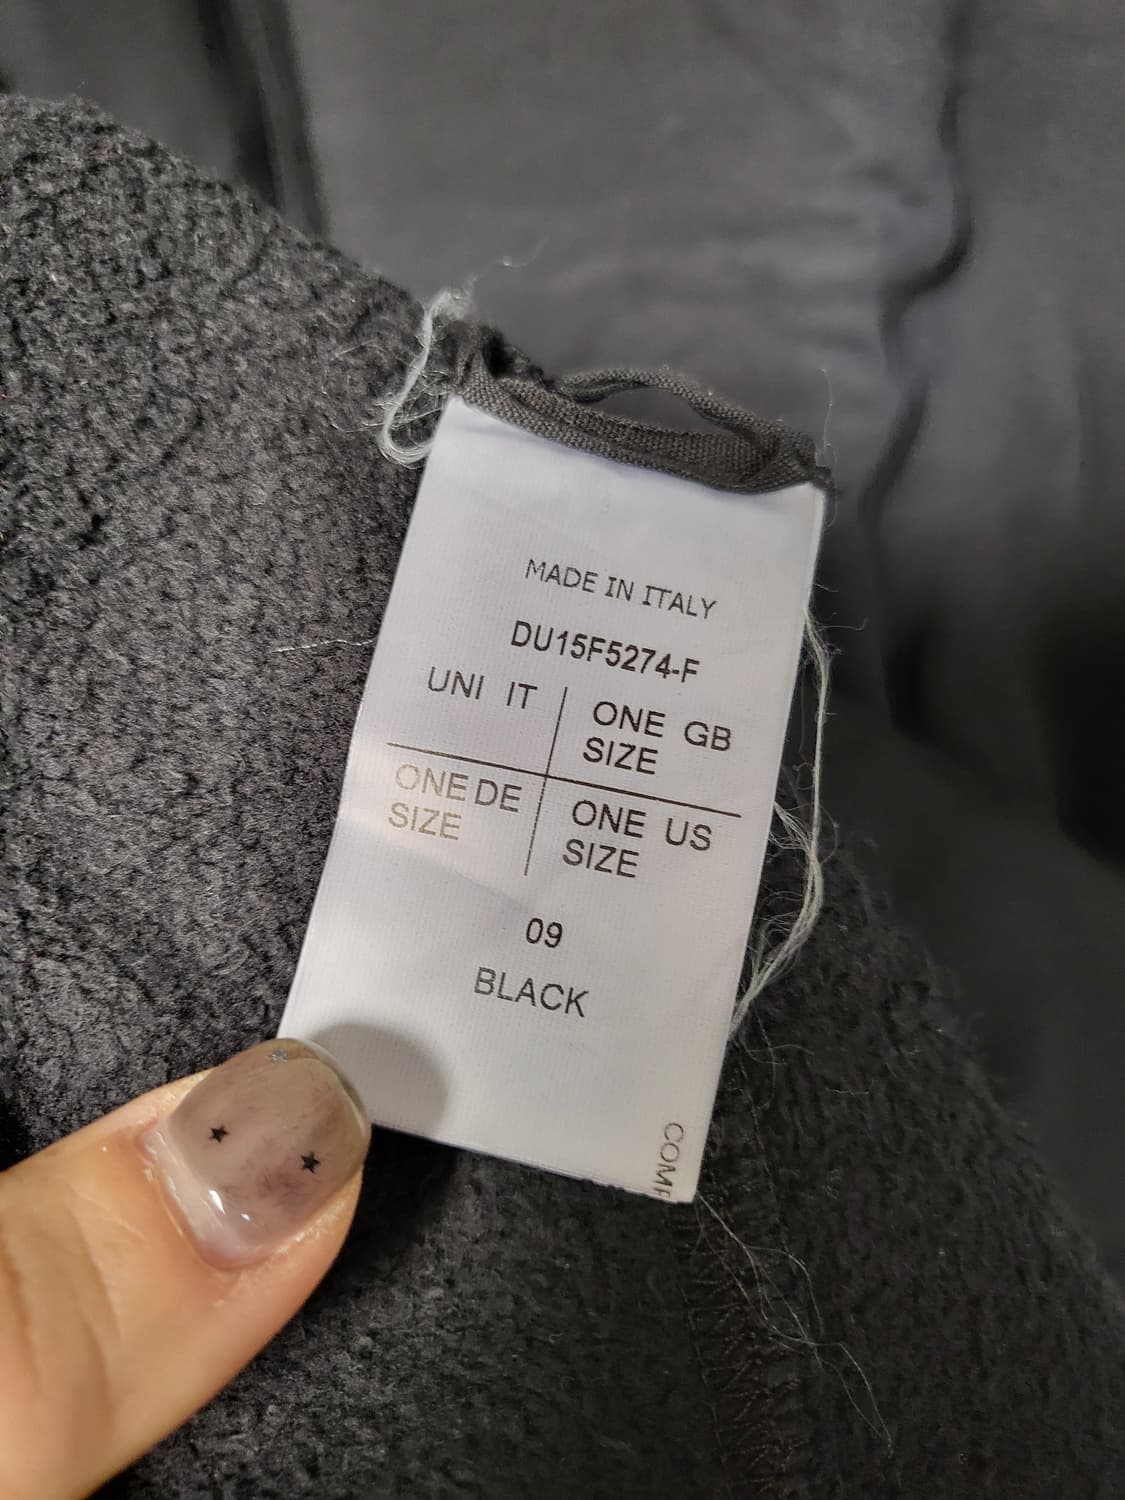 MADE IN ITALY
DU15F5274-F
UNI IT
ONE GB
SIZE
ONE DE
SIZE
ONE US
SIZE
09
BLACK
COMP